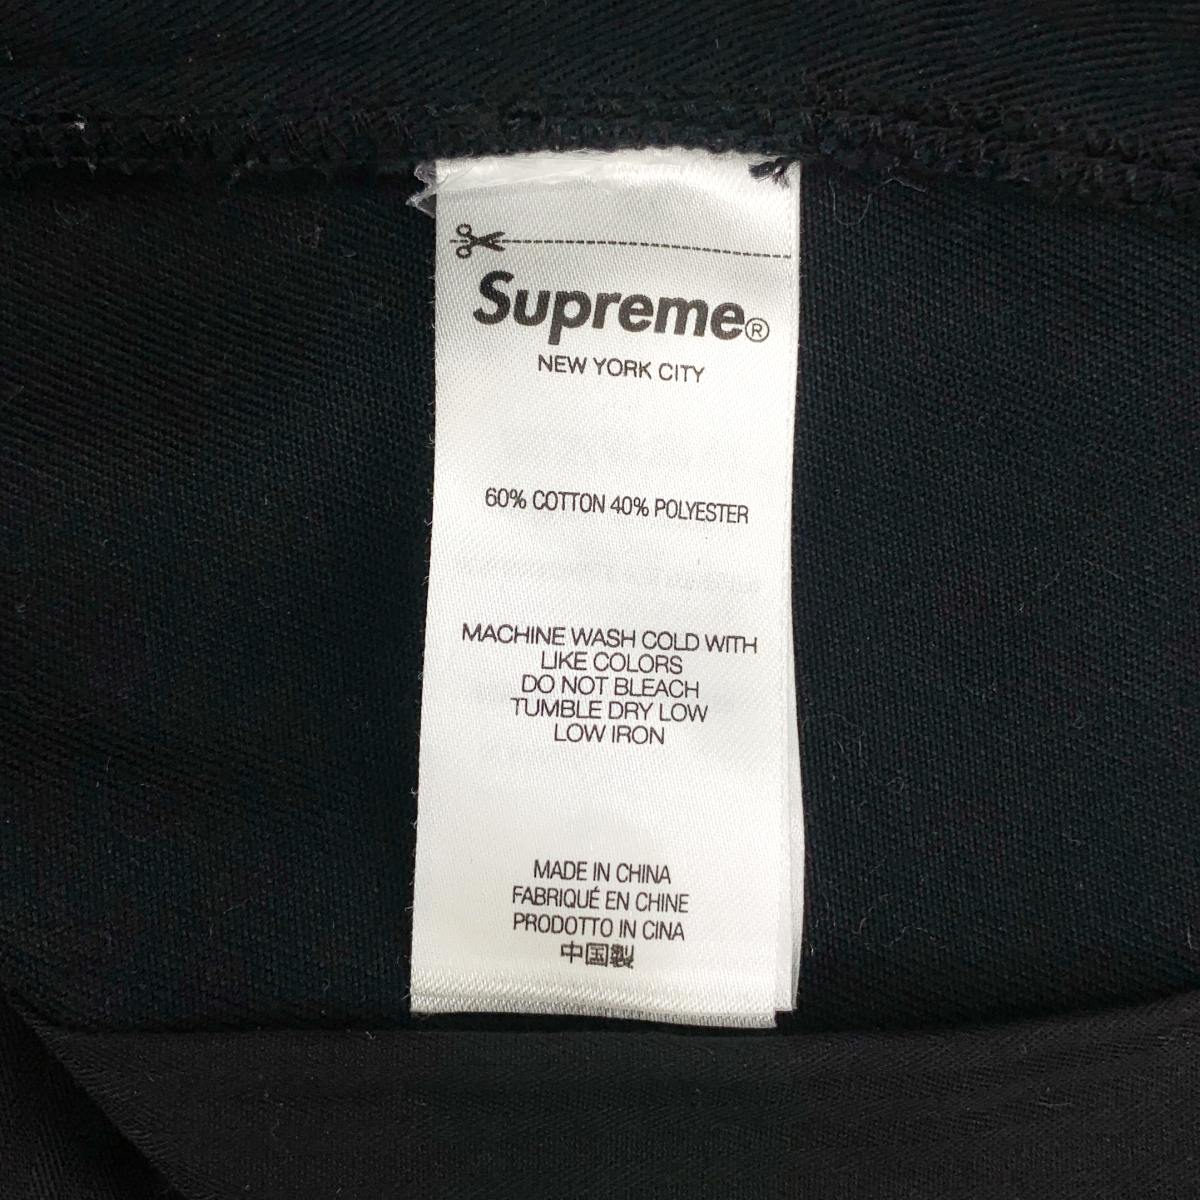 Supreme®
NEW YORK CITY
60% COTTON 40% POLYESTER
MACHINE WASH COLD WITH
LIKE COLORS
DO NOT BLEACH
TUMBLE DRY LOW
LOW IRON
MADE IN CHINA
FABRIQUÉ EN CHINE
PRODOTTO IN CINA
中国製